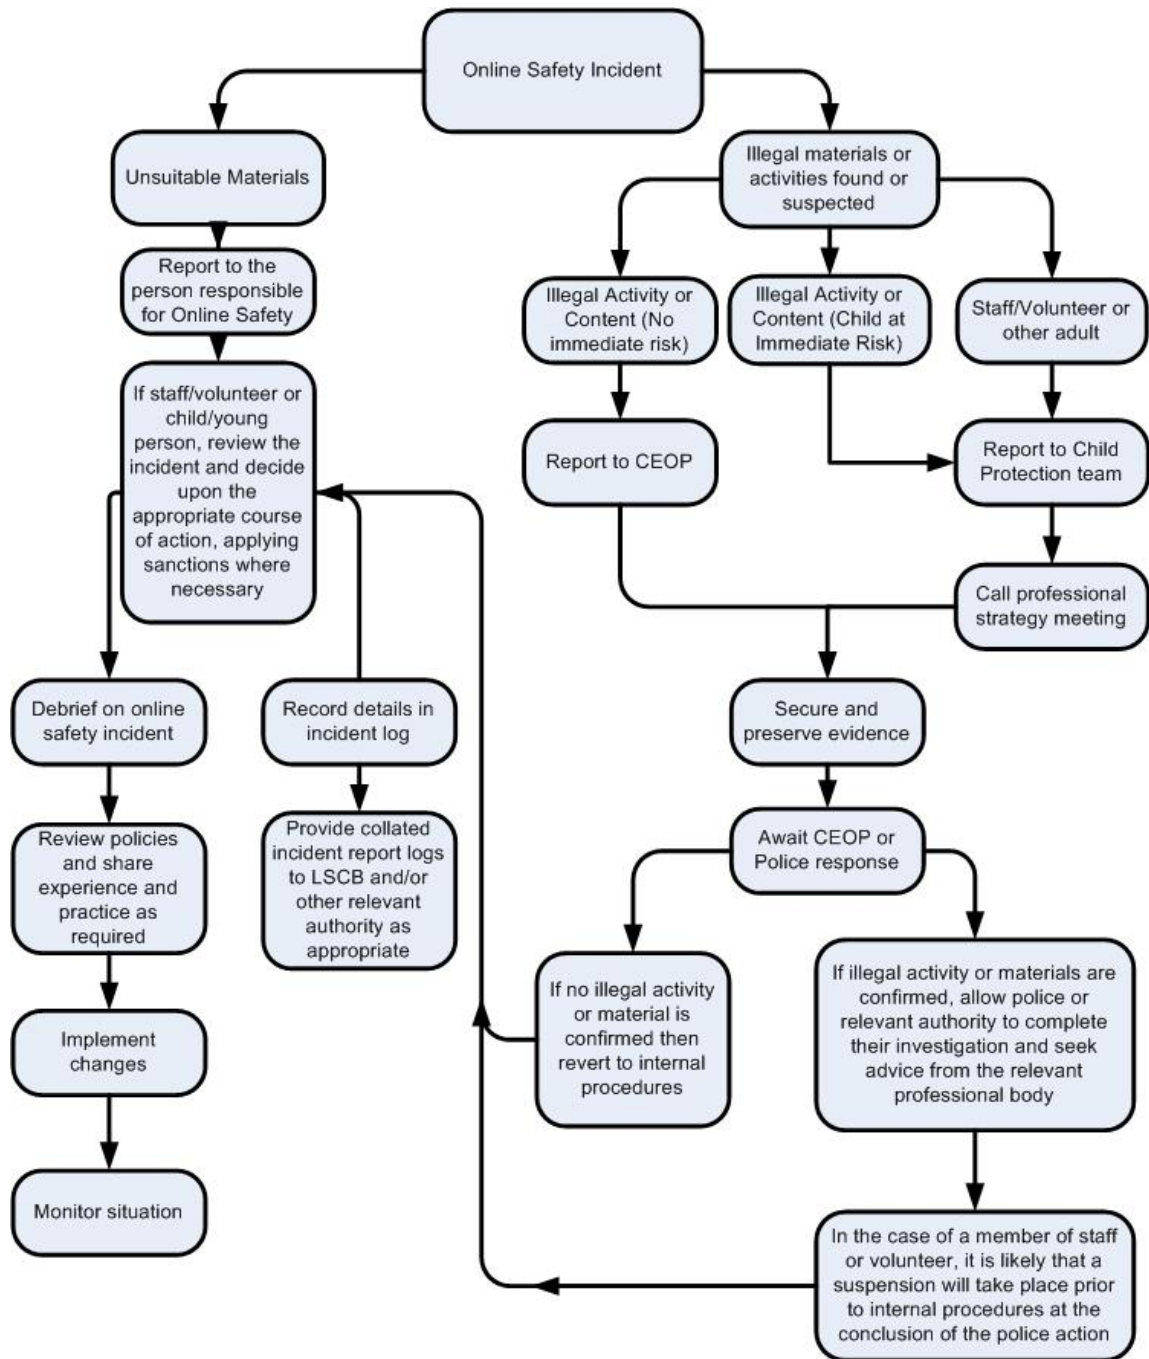 Online Safety Incident
Unsuitable Materials
Report to the
person responsible
for Online Safety
If staff/volunteer or
child/young
person, review the
incident and decide
upon the
appropriate course
of action, applying
sanctions where
necessary
Debrief on online
safety incident
Review policies
and share
experience and
practice as
required
Implement
changes
Monitor situation
Record details in
incident log
Provide collated
incident report logs
to LSCB and/or
other relevant
authority as
appropriate
Illegal materials or
activities found or
suspected
Illegal Activity or
Content (No
immediate risk)
Illegal Activity or
Content (Child at
Immediate Risk)
Staff/Volunteer or
other adult
Report to CEOP
Report to Child
Protection team
Call professional
strategy meeting
Secure and
preserve evidence
Await CEOP or
Police response
If no illegal activity
or material is
confirmed then
revert to internal
procedures
If illegal activity or materials are
confirmed, allow police or
relevant authority to complete
their investigation and seek
advice from the relevant
professional body
In the case of a member of staff
or volunteer, it is likely that a
suspension will take place prior
to internal procedures at the
conclusion of the police action